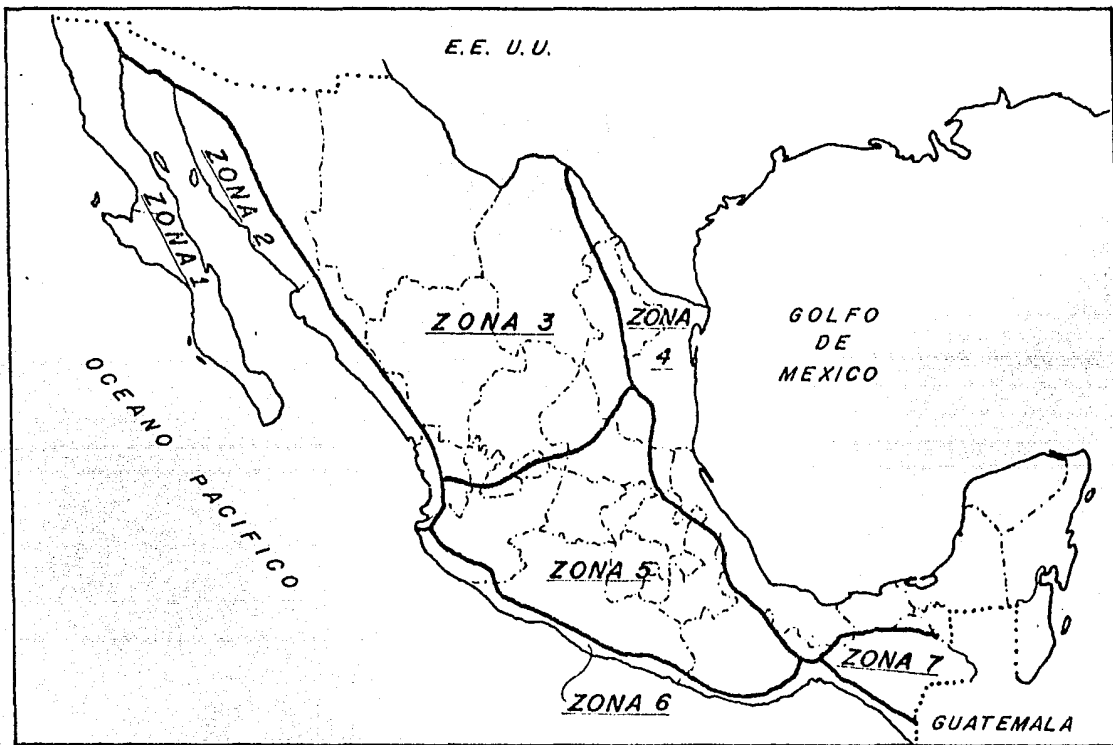 E.E. U.U.
ZONA 1
ZONA 2
ZONA 3
ZONA
4
GOLFO
DE
MEXICO
OCEANO PACIFICO
ZONA 5
ZONA 6
ZONA 7
GUATEMALA